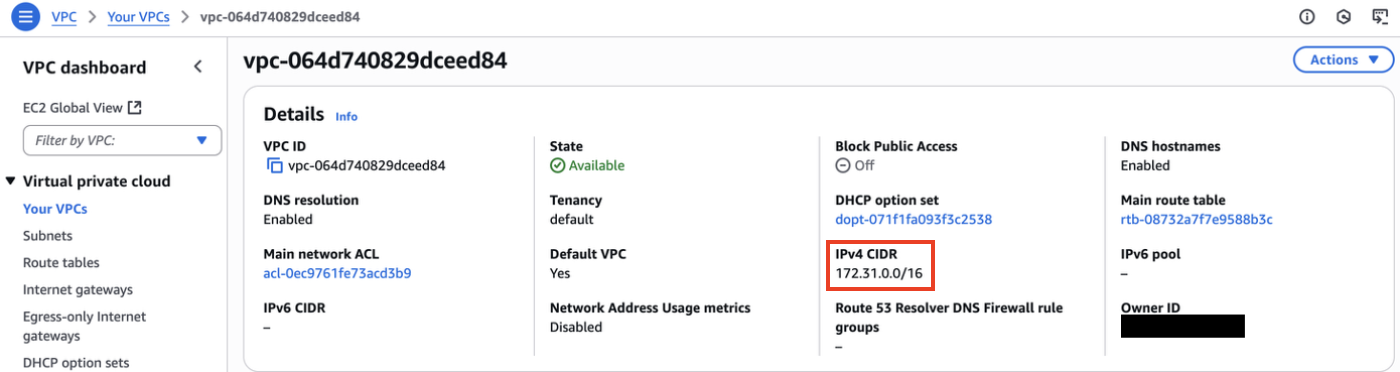 VPC > Your VPCs > vpc-064d740829dceed84
VPC dashboard
EC2 Global View
Filter by VPC:
Virtual private cloud
Your VPCs
Subnets
Route tables
Internet gateways
Egress-only Internet
gateways
DHCP option sets
vpc-064d740829dceed84
Actions
Details Info
VPC ID
vpc-064d740829dceed84
State
Available
Block Public Access
Off
DNS hostnames
Enabled
DNS resolution
Enabled
Tenancy
default
DHCP option set
dopt-071f1fa093f3c2538
Main route table
rtb-08732a7f7e9588b3c
Main network ACL
acl-0ec9761fe73acd3b9
Default VPC
Yes
IPv4 CIDR
172.31.0.0/16
IPv6 pool
–
IPv6 CIDR
–
Network Address Usage metrics
Disabled
Route 53 Resolver DNS Firewall rule
groups
–
Owner ID